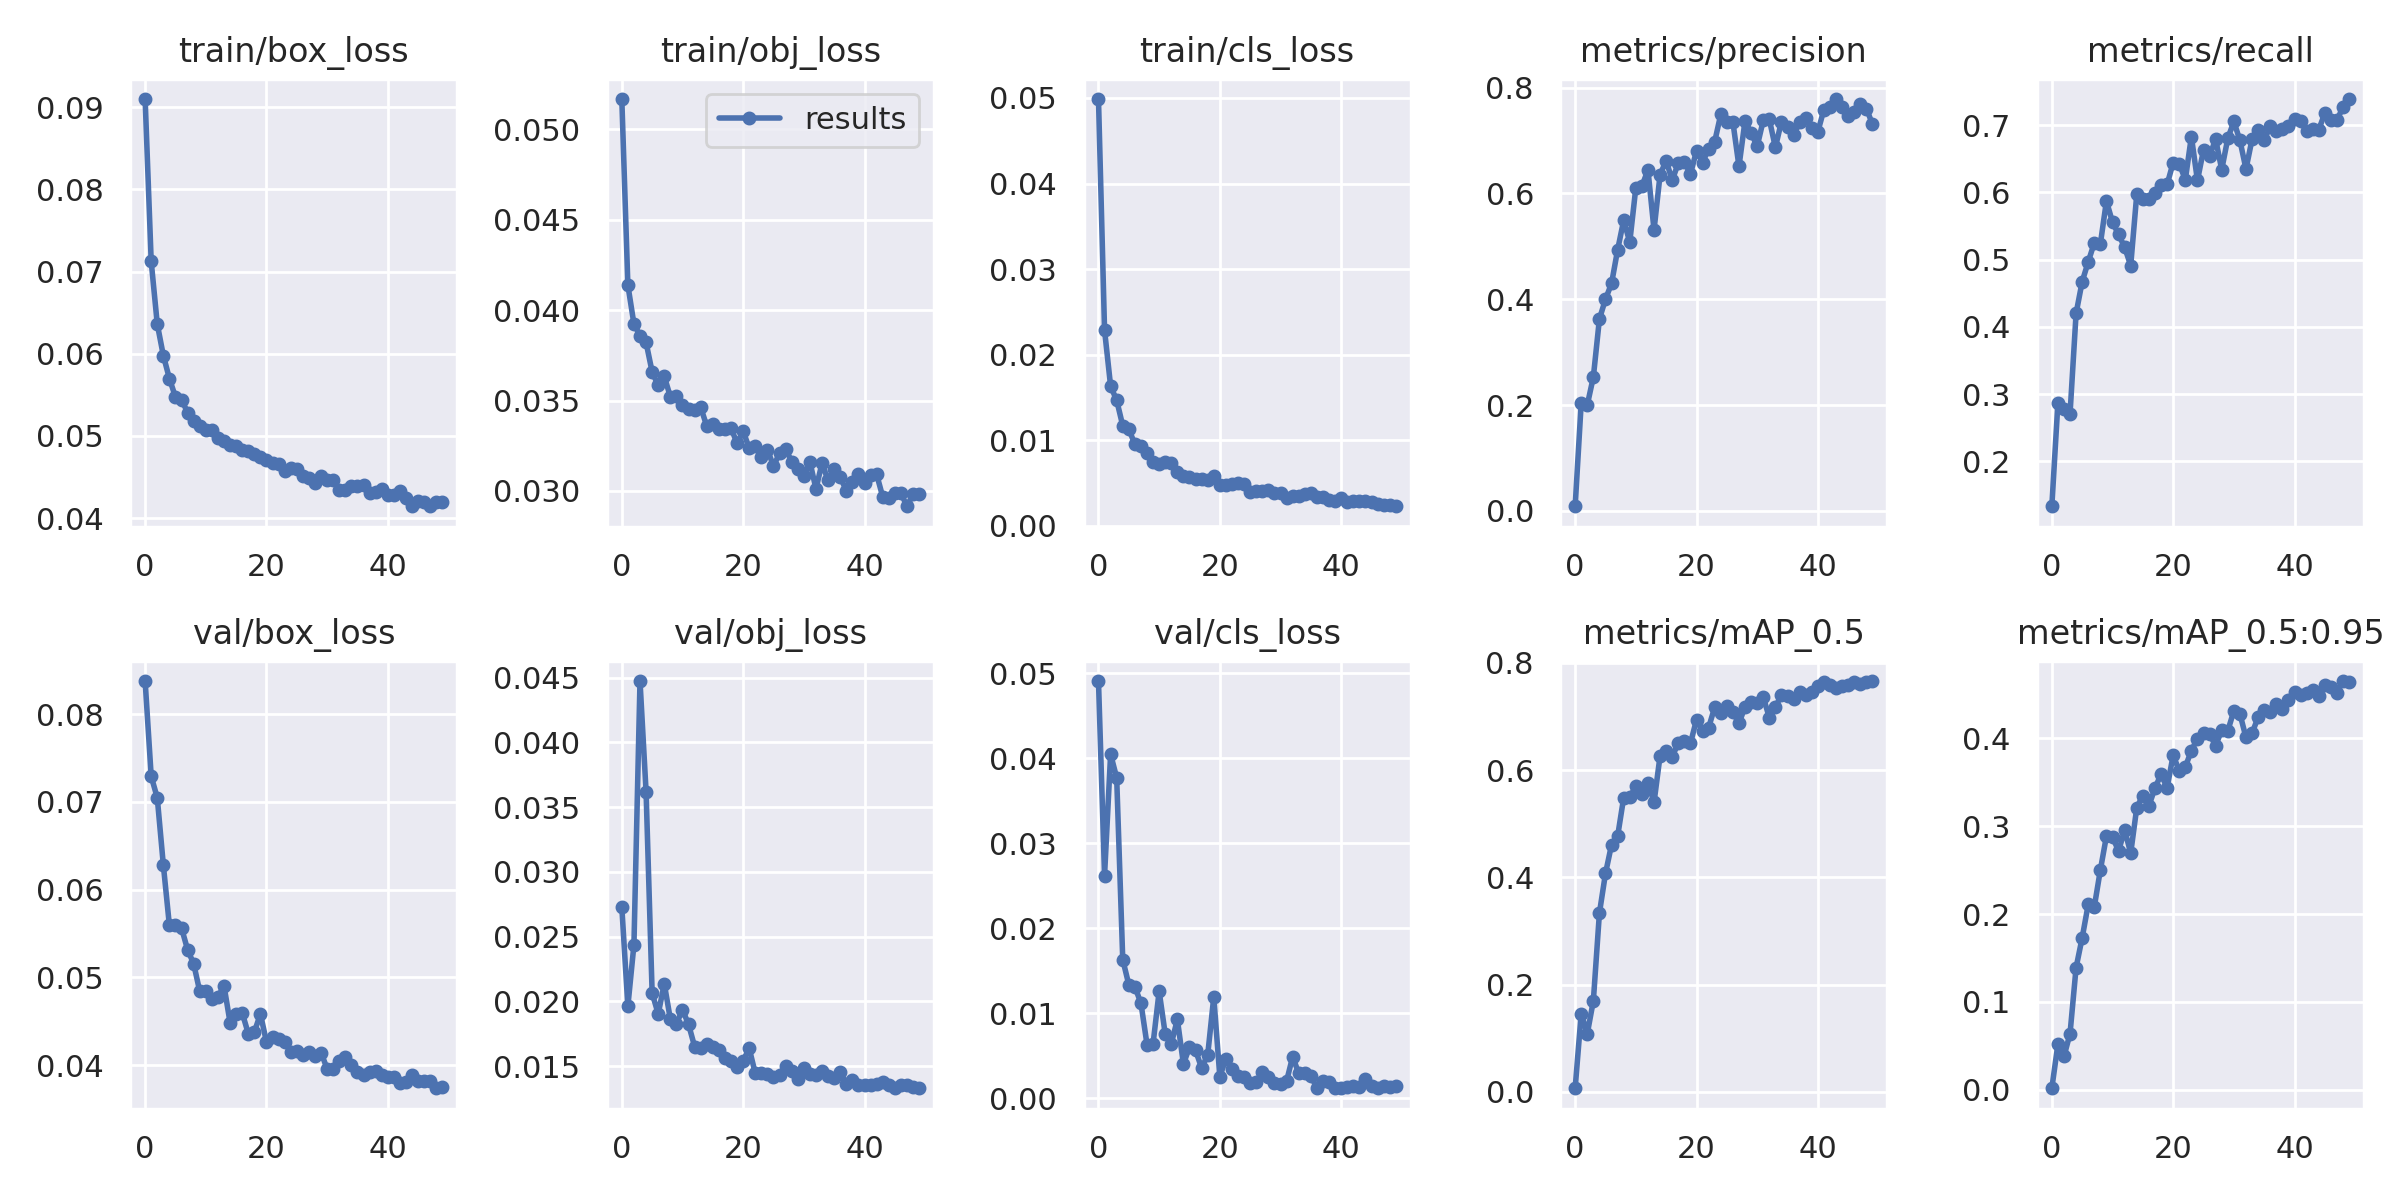 train/box_loss
0.09
0.08
0.07
0.06
0.05
0.04
0 20 40
train/obj_loss
results
0.050
0.045
0.040
0.035
0.030
0 20 40
train/cls_loss
0.05
0.04
0.03
0.02
0.01
0.00
0 20 40
metrics/precision
0.8
0.6
0.4
0.2
0.0
0 20 40
metrics/recall
0.7
0.6
0.5
0.4
0.3
0.2
0 20 40
val/box_loss
0.08
0.07
0.06
0.05
0.04
0 20 40
val/obj_loss
0.045
0.040
0.035
0.030
0.025
0.020
0.015
0 20 40
val/cls_loss
0.05
0.04
0.03
0.02
0.01
0.00
0 20 40
metrics/mAP_0.5
0.8
0.6
0.4
0.2
0.0
0 20 40
metrics/mAP_0.5:0.95
0.4
0.3
0.2
0.1
0.0
0 20 40